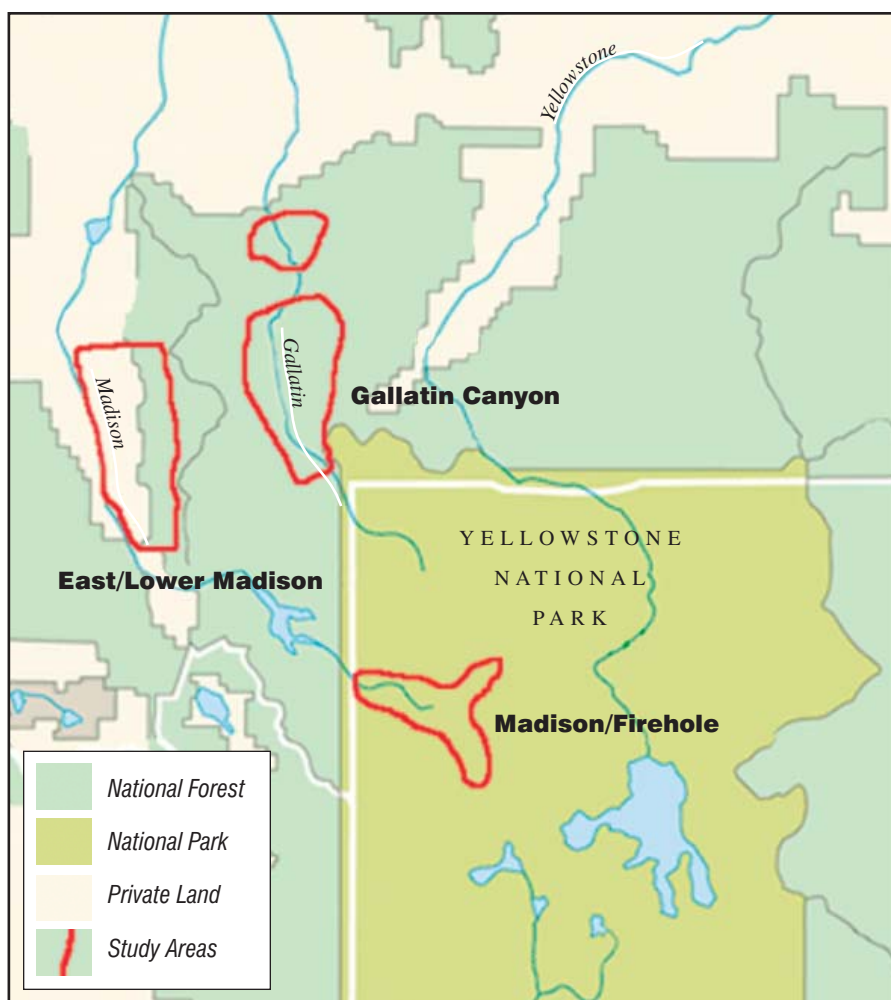 Yellowstone
Gallatin
Madison
Gallatin Canyon
YELLOWSTONE
NATIONAL
PARK
East/Lower Madison
Madison/Firehole
National Forest
National Park
Private Land
Study Areas